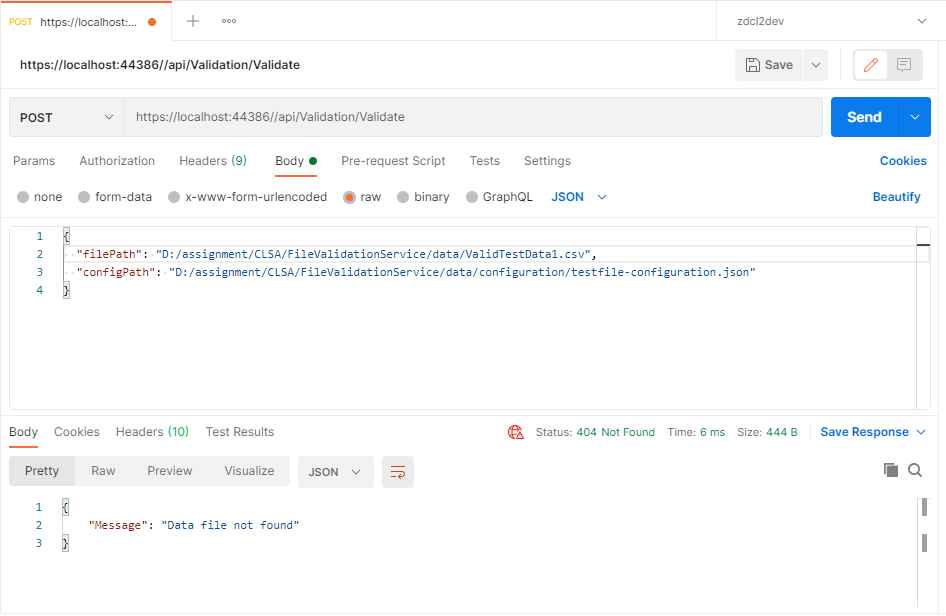 POST https://localhost:... zdcl2dev
https://localhost:44386//api/Validation/Validate Save
POST https://localhost:44386//api/Validation/Validate Send
Params Authorization Headers (9) Body Pre-request Script Tests Settings Cookies
none form-data x-www-form-urlencoded raw binary GraphQL JSON Beautify
1 {
2 "filePath": "D:/assignment/CLSA/FileValidationService/data/ValidTestData1.csv",
3 "configPath": "D:/assignment/CLSA/FileValidationService/data/configuration/testfile-configuration.json"
4 }
Body Cookies Headers (10) Test Results Status: 404 Not Found Time: 6 ms Size: 444 B Save Response
Pretty Raw Preview Visualize JSON
1 {
2 "Message": "Data file not found"
3 }